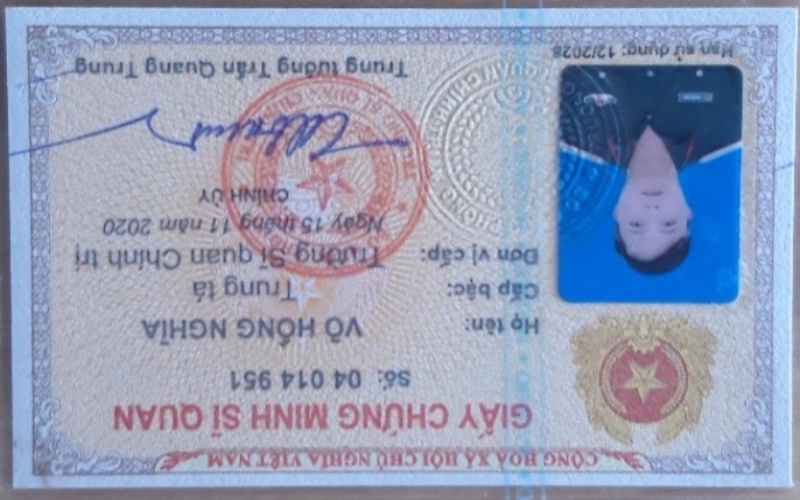 CỘNG HOÀ XÃ HỘI CHỦ NGHĨA VIỆT NAM
GIẤY CHỨNG MINH SĨ QUAN
Số: 04 014 951
Họ tên: VÕ HỒNG NGHĨA
Cấp bậc: Trung tá
Đơn vị cấp: Trường Sĩ quan Chính trị
Ngày 15 tháng 11 năm 2020
CHÍNH ỦY
Trung tướng Trần Quang Trung
Hạn sử dụng: 12/2028